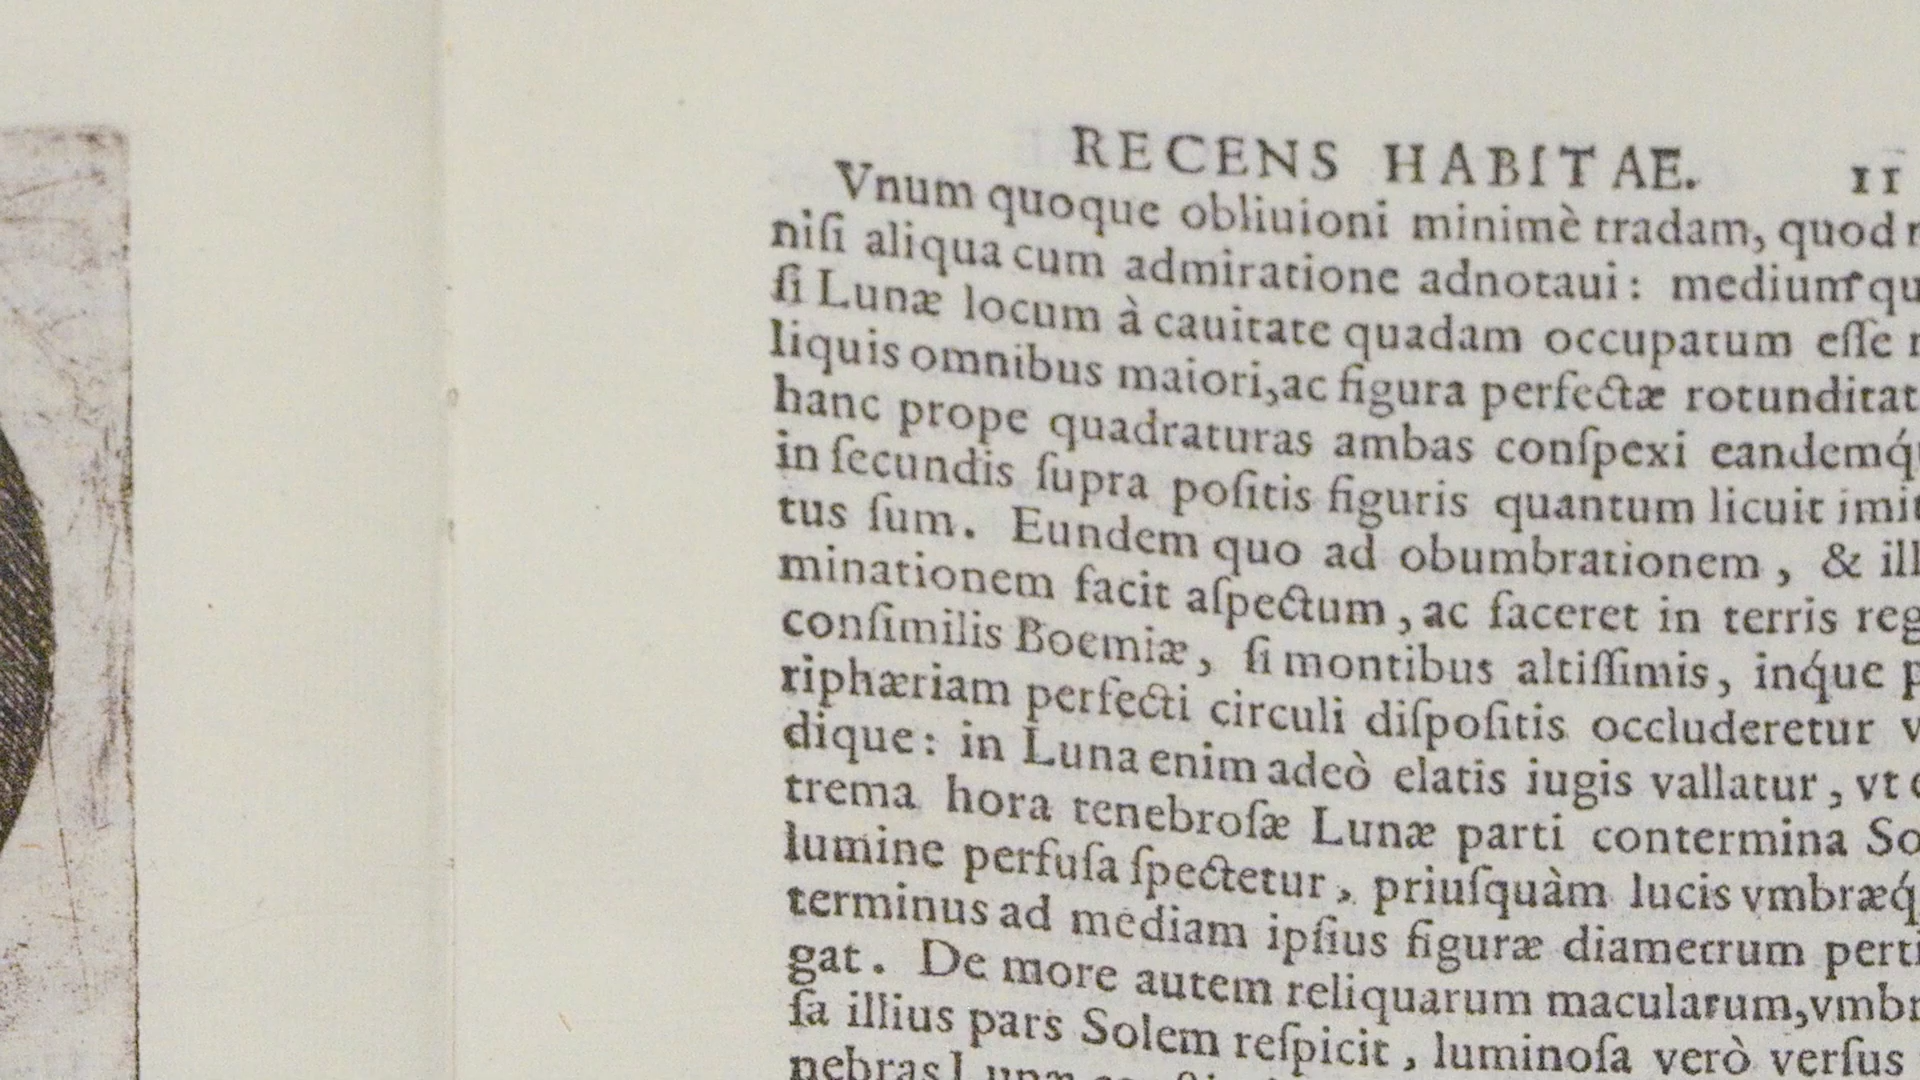 RECENS HABITAE. 11
Vnum quoque obliuioni minimè tradam, quod
niſi aliqua cum admiratione adnotaui: medium
ſi Lunæ locum à cauitate quadam occupatum eſſe
liquis omnibus maiori, ac figura perfectæ rotunditat
hanc prope quadraturas ambas conſpexi eandemq́
in ſecundis ſupra poſitis figuris quantum licuit imit
tus ſum. Eundem quo ad obumbrationem, & ill
minationem facit aſpectum, ac faceret in terris reg
conſimilis Boemiæ, ſi montibus altiſſimis, inq́ue p
riphæriam perfecti circuli diſpoſitis occluderetur v
dique: in Luna enim adeò elatis iugis vallatur, vt
trema hora tenebroſæ Lunæ parti contermina So
lumine perfuſa ſpectetur, priuſquàm lucis vmbræq́
terminus ad mediam ipſius figuræ diametrum perti
gat. De more autem reliquarum macularum, vmbr
ſa illius pars Solem reſpicit, luminoſa verò verſus
nebras